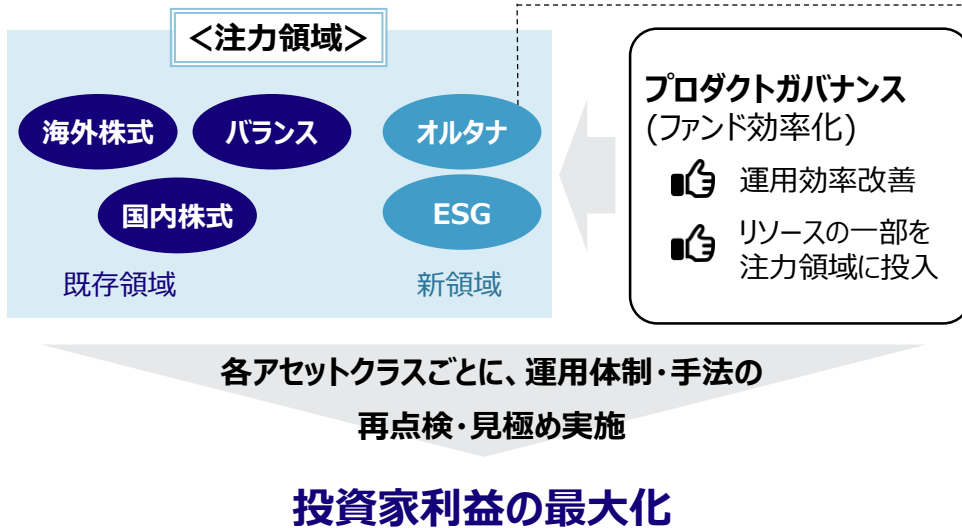 <注力領域>
海外株式
バランス
国内株式
既存領域
オルタナ
ESG
新領域
プロダクトガバナンス
(ファンド効率化)
運用効率改善
リソースの一部を
注力領域に投入
各アセットクラスごとに、運用体制・手法の
再点検・見極め実施
投資家利益の最大化